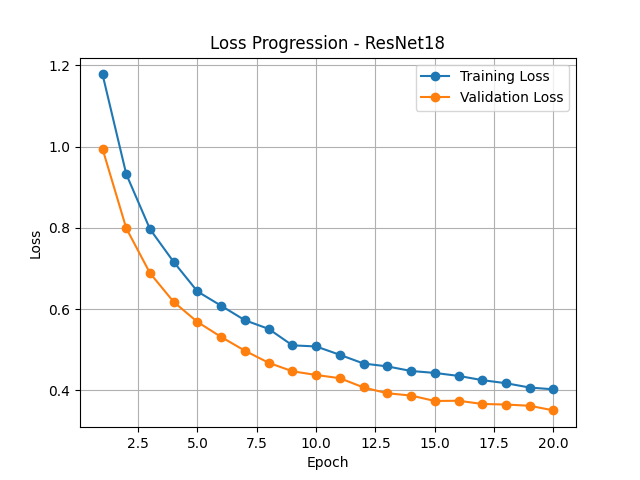 Loss Progression - ResNet18
Training Loss
Validation Loss
1.2
1.0
0.8
0.6
0.4
Loss
2.5 5.0 7.5 10.0 12.5 15.0 17.5 20.0
Epoch